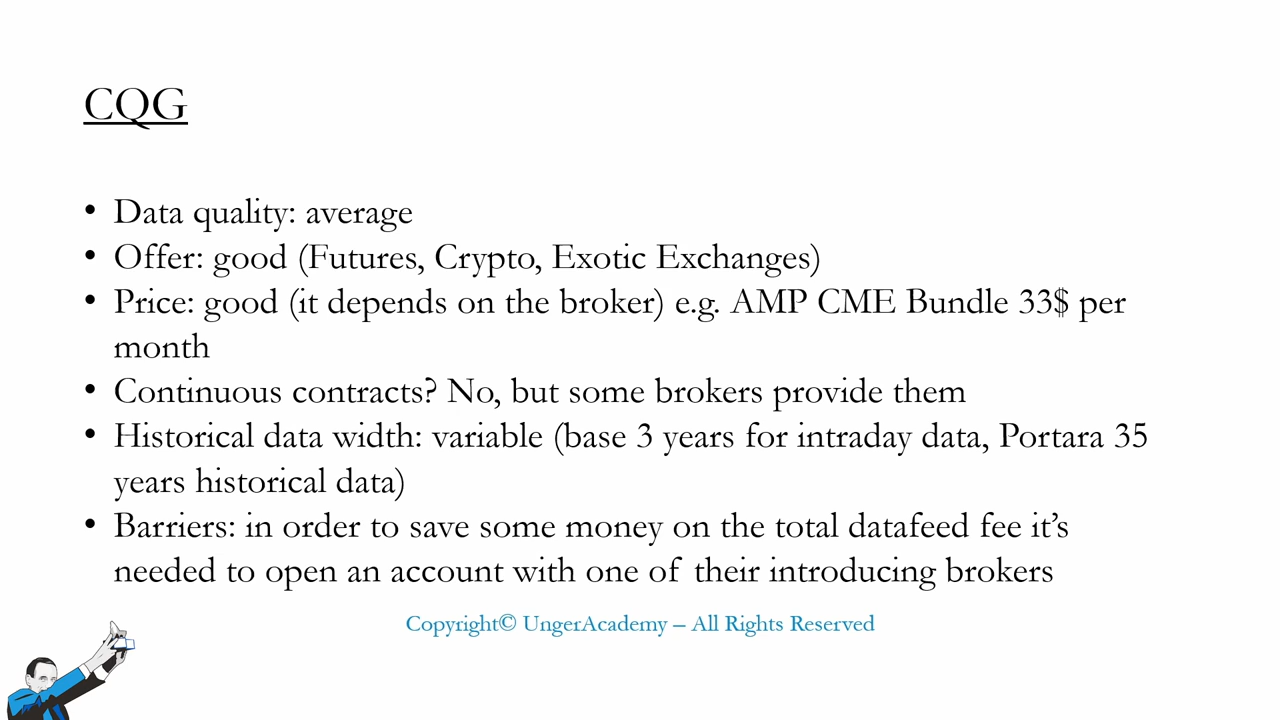 CQG
• Data quality: average
• Offer: good (Futures, Crypto, Exotic Exchanges)
• Price: good (it depends on the broker) e.g. AMP CME Bundle 33$ per
month
• Continuous contracts? No, but some brokers provide them
• Historical data width: variable (base 3 years for intraday data, Portara 35
years historical data)
• Barriers: in order to save some money on the total datafeed fee it’s
needed to open an account with one of their introducing brokers
Copyright© UngerAcademy – All Rights Reserved